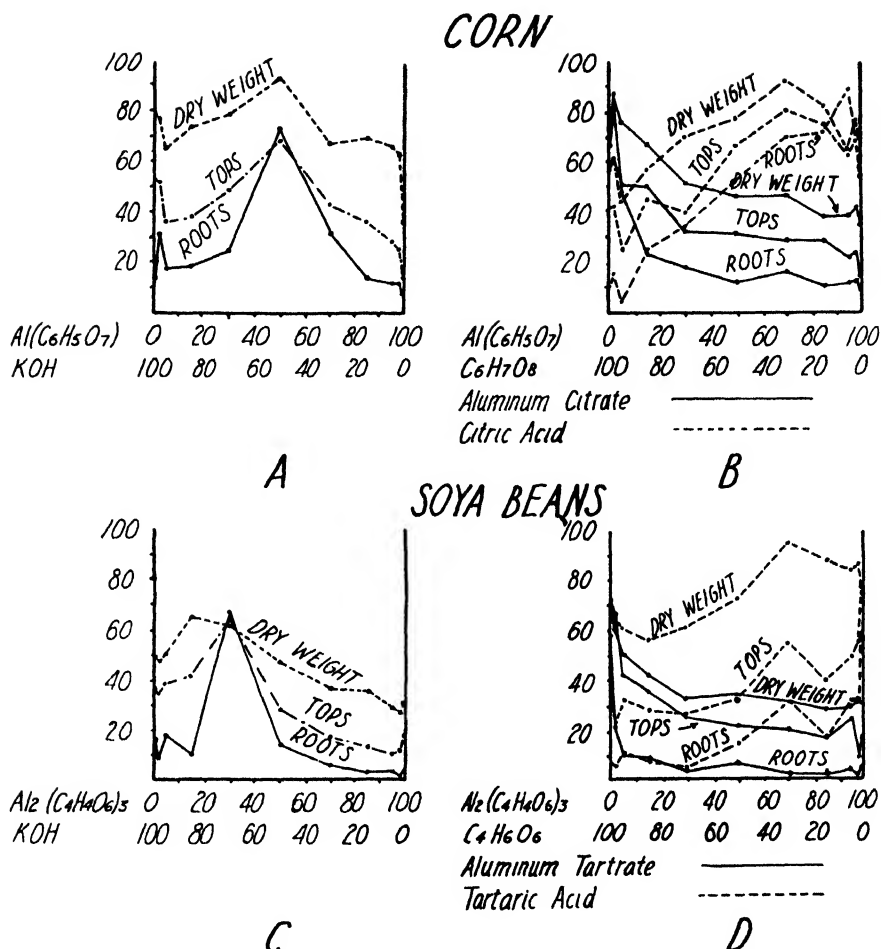 CORN
100
80
60
40
20
DRY WEIGHT
TOPS
ROOTS
0 20 40 60 80 100
Al(C6H5O7)
KOH 100 80 60 40 20 0
A
100
80
60
40
20
DRY WEIGHT
TOPS
ROOTS
DRY WEIGHT
TOPS
ROOTS
0 20 40 60 80 100
Al(C6H5O7)
C6H7O8 100 80 60 40 20 0
Aluminum Citrate
Citric Acid
B
SOYA BEANS
100
80
60
40
20
DRY WEIGHT
TOPS
ROOTS
Al2 (C4H4O6)3 0 20 40 60 80 100
KOH 100 80 60 40 20 0
C
100
80
60
40
20
DRY WEIGHT
TOPS
DRY WEIGHT
TOPS
ROOTS
ROOTS
Al2(C4H4O6)3 0 20 40 60 80 100
C4H6O6 100 80 60 40 20 0
Aluminum Tartrate
Tartaric Acid
D